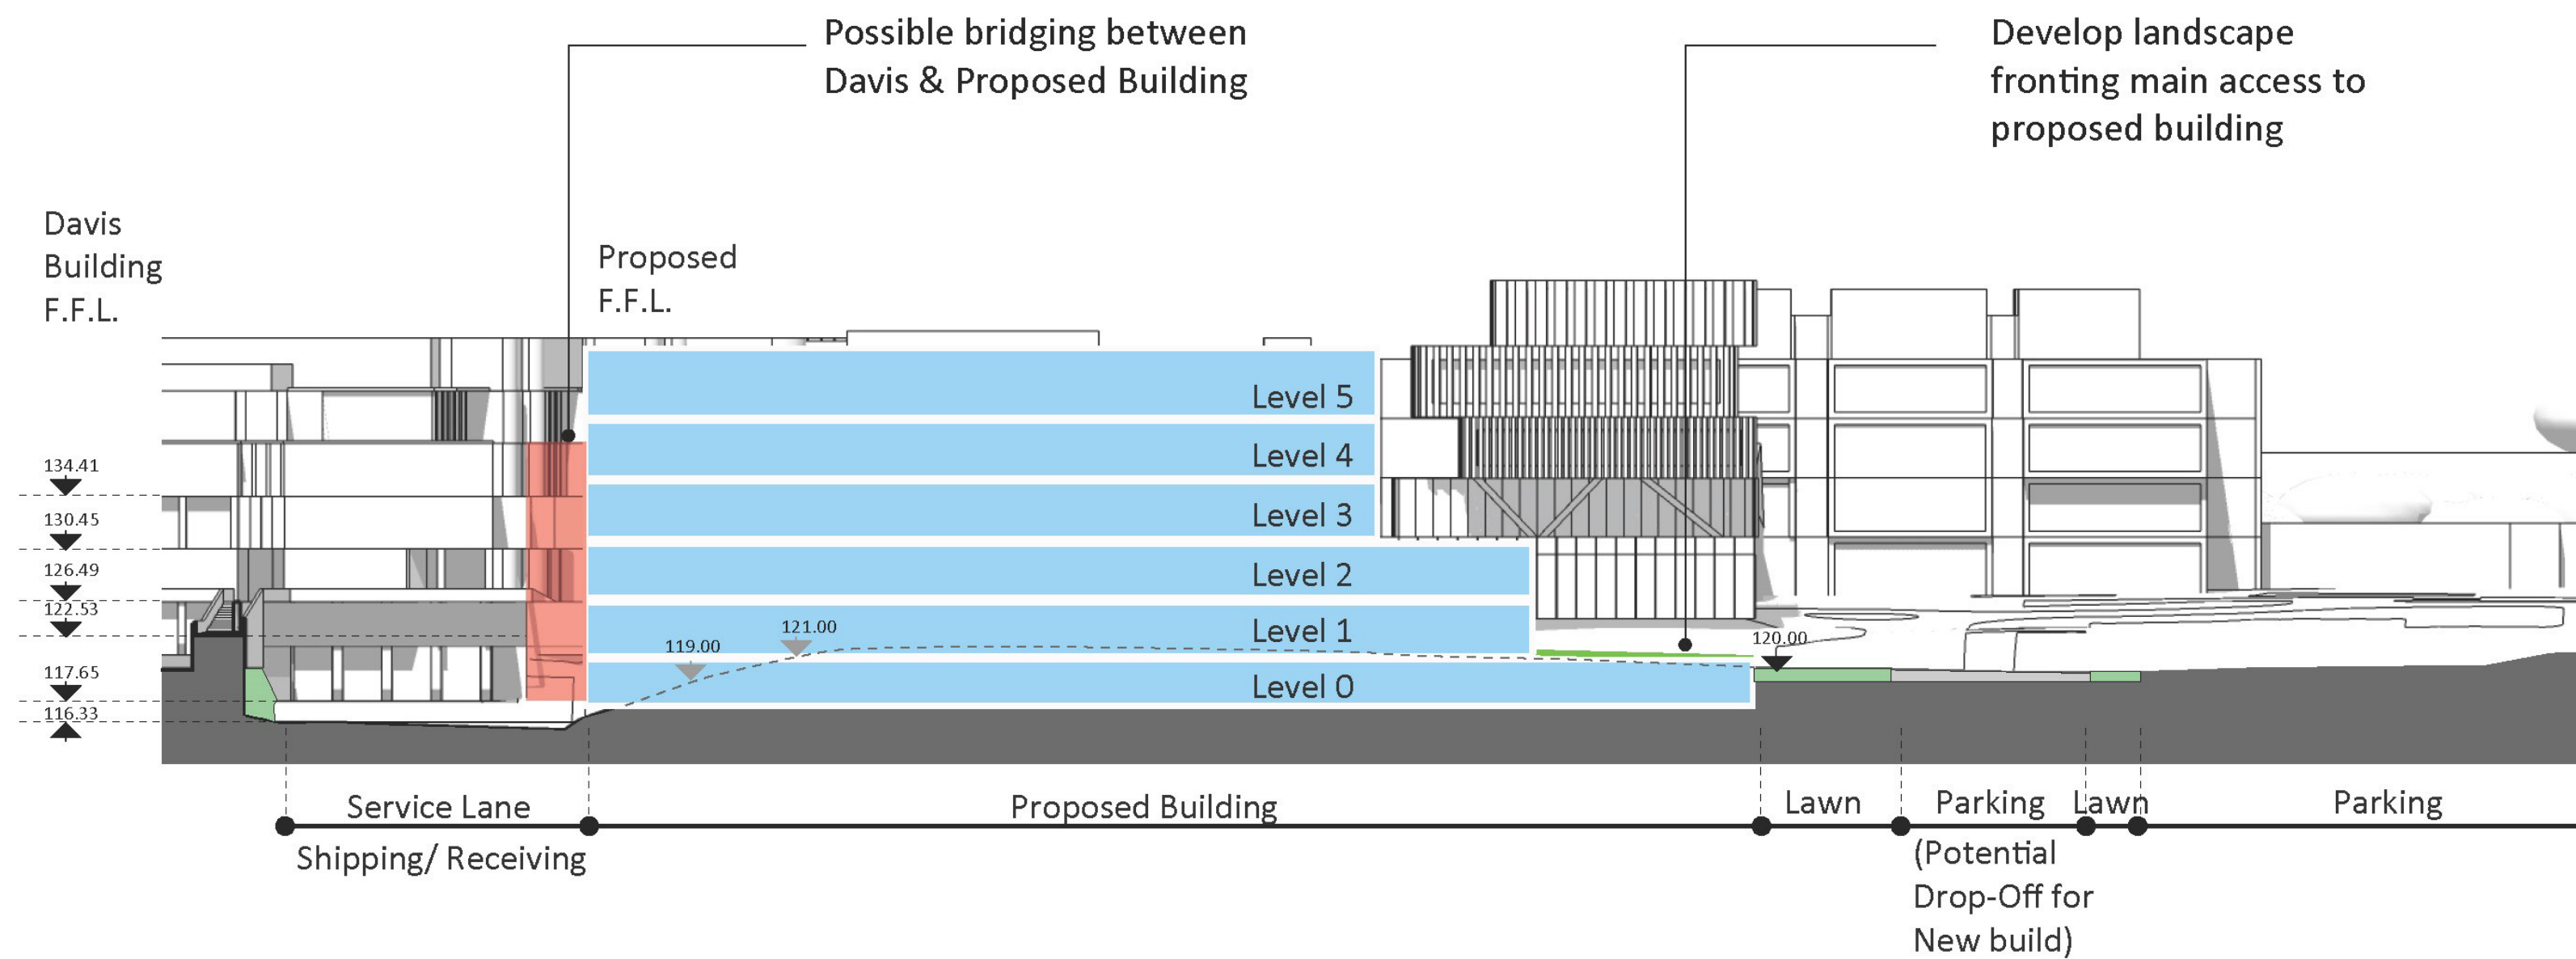 Possible bridging between
Davis & Proposed Building
Develop landscape
fronting main access to
proposed building
Davis
Building
F.F.L.
Proposed
F.F.L.
Level 5
Level 4
Level 3
Level 2
Level 1
Level 0
134.41
130.45
126.49
122.53
117.65
116.33
119.00
121.00
120.00
Service Lane
Shipping/ Receiving
Proposed Building
Lawn
Parking
(Potential
Drop-Off for
New build)
Lawn
Parking